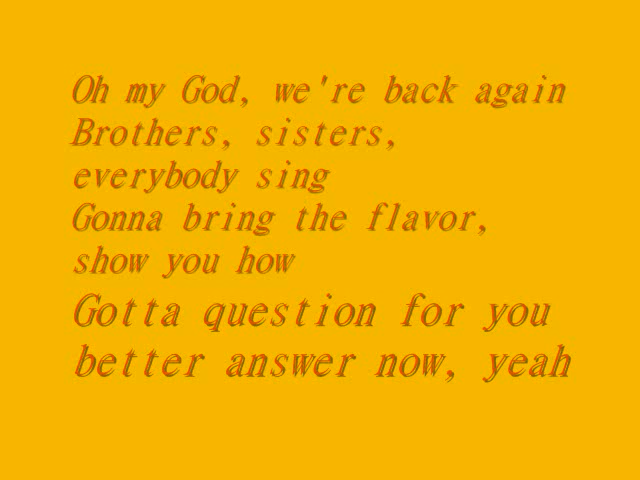 Oh my God, we're back again
Brothers, sisters,
everybody sing
Gonna bring the flavor,
show you how
Gotta question for you
better answer now, yeah